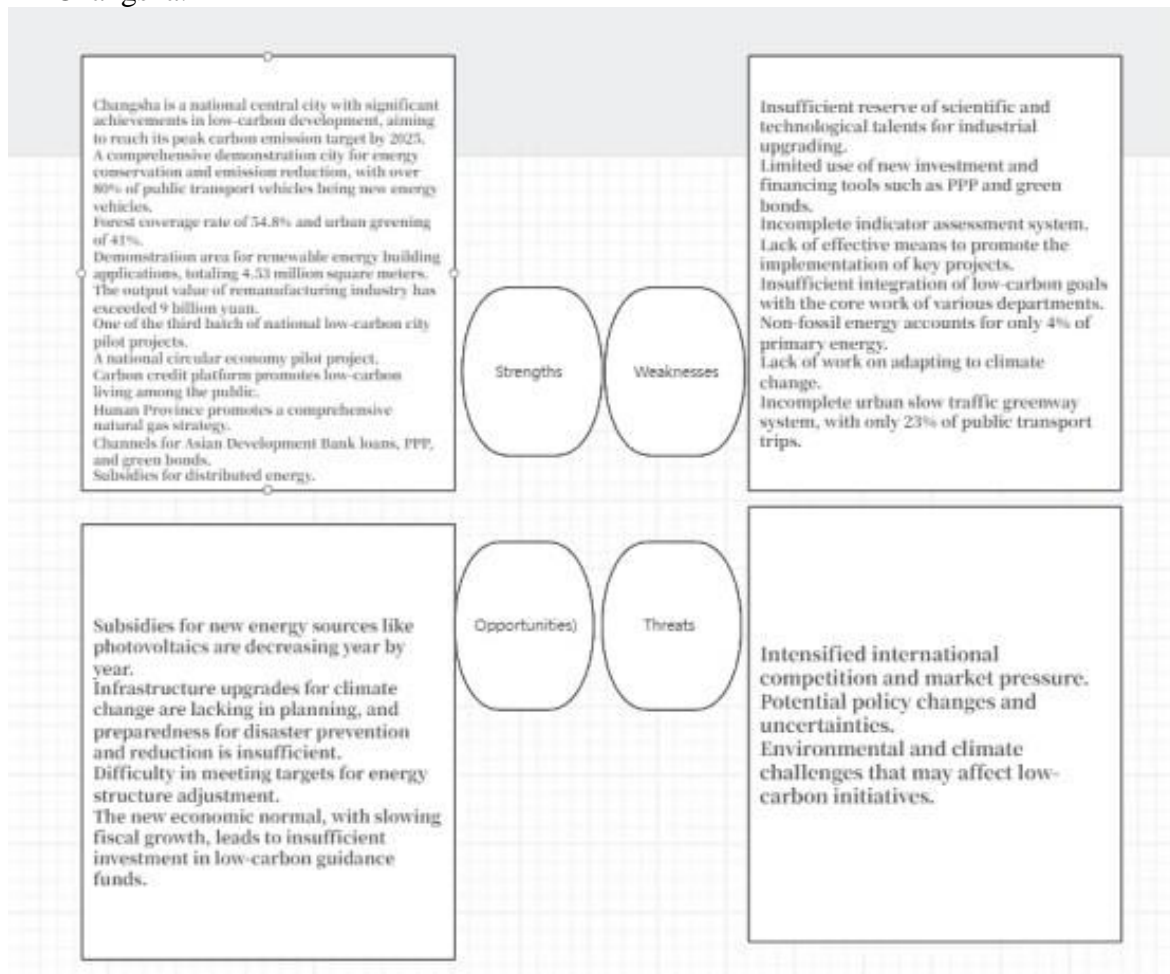 Changsha is a national central city with significant
achievements in low-carbon development, aiming
to reach its peak carbon emission target by 2025.
A comprehensive demonstration city for energy
conservation and emission reduction, with over
80% of public transport vehicles being new energy
vehicles.
Forest coverage rate of 54.8% and urban greening
of 41%.
Demonstration area for renewable energy building
applications, totaling 4.53 million square meters.
The output value of remanufacturing industry has
exceeded 9 billion yuan.
One of the third batch of national low-carbon city
pilot projects.
A national circular economy pilot project.
Carbon credit platform promotes low-carbon
living among the public.
Hunan Province promotes a comprehensive
natural gas strategy.
Channels for Asian Development Bank loans, PPP,
and green bonds.
Subsidies for distributed energy.
Strengths
Weaknesses
Insufficient reserve of scientific and
technological talents for industrial
upgrading.
Limited use of new investment and
financing tools such as PPP and green
bonds.
Incomplete indicator assessment system.
Lack of effective means to promote the
implementation of key projects.
Insufficient integration of low-carbon goals
with the core work of various departments.
Non-fossil energy accounts for only 4% of
primary energy.
Lack of work on adapting to climate
change.
Incomplete urban slow traffic greenway
system, with only 23% of public transport
trips.
Subsidies for new energy sources like
photovoltaics are decreasing year by
year.
Infrastructure upgrades for climate
change are lacking in planning, and
preparedness for disaster prevention
and reduction is insufficient.
Difficulty in meeting targets for energy
structure adjustment.
The new economic normal, with slowing
fiscal growth, leads to insufficient
investment in low-carbon guidance
funds.
Opportunities)
Threats
Intensified international
competition and market pressure.
Potential policy changes and
uncertainties.
Environmental and climate
challenges that may affect low-
carbon initiatives.